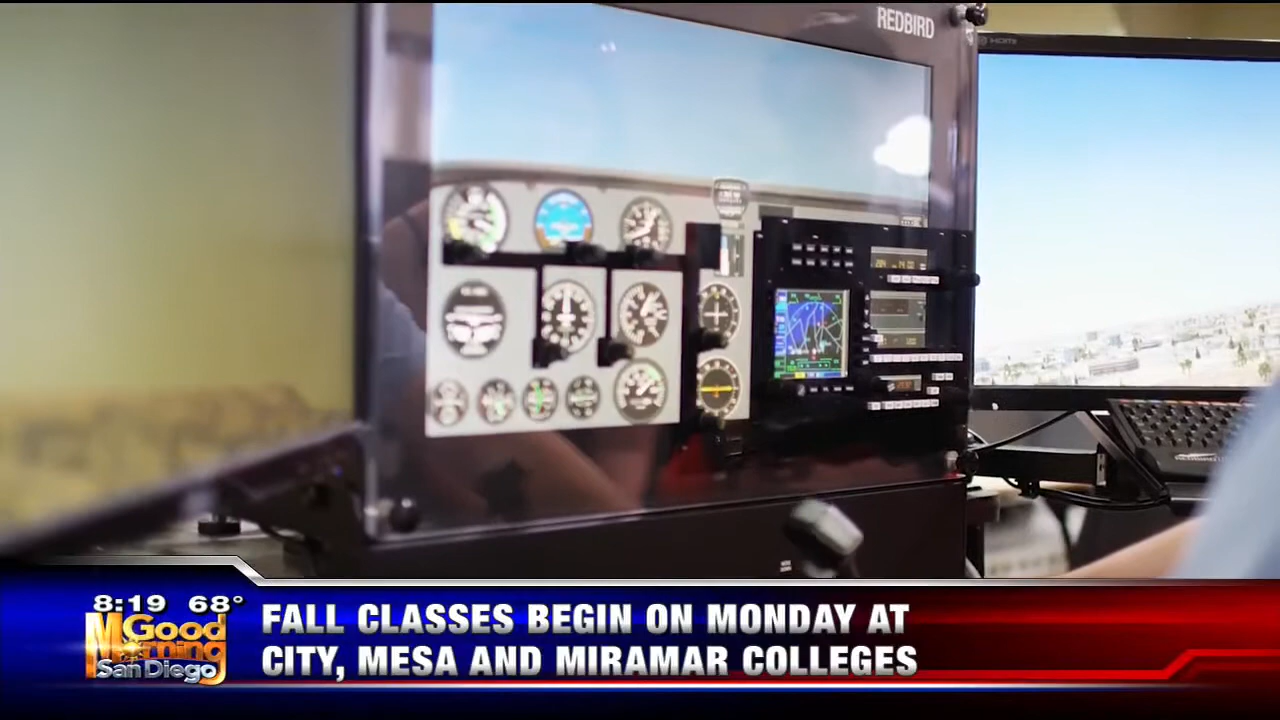 REDBIRD
HDMI
8:19 68°
Good
Morning
San Diego
FALL CLASSES BEGIN ON MONDAY AT
CITY, MESA AND MIRAMAR COLLEGES